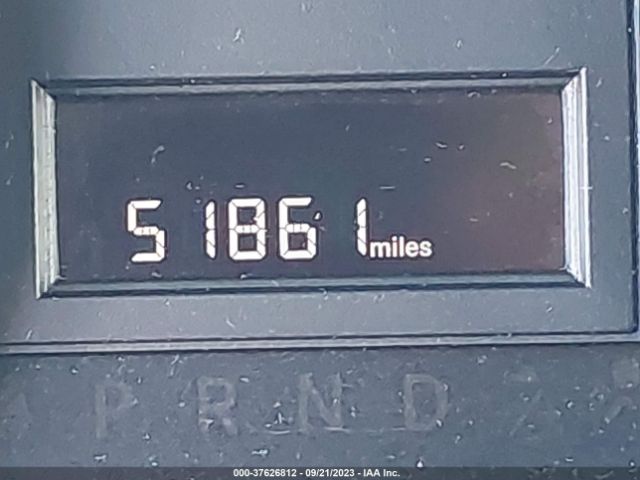 51861 miles
P R N D
000-37626812 - 09/21/2023 - IAA Inc.